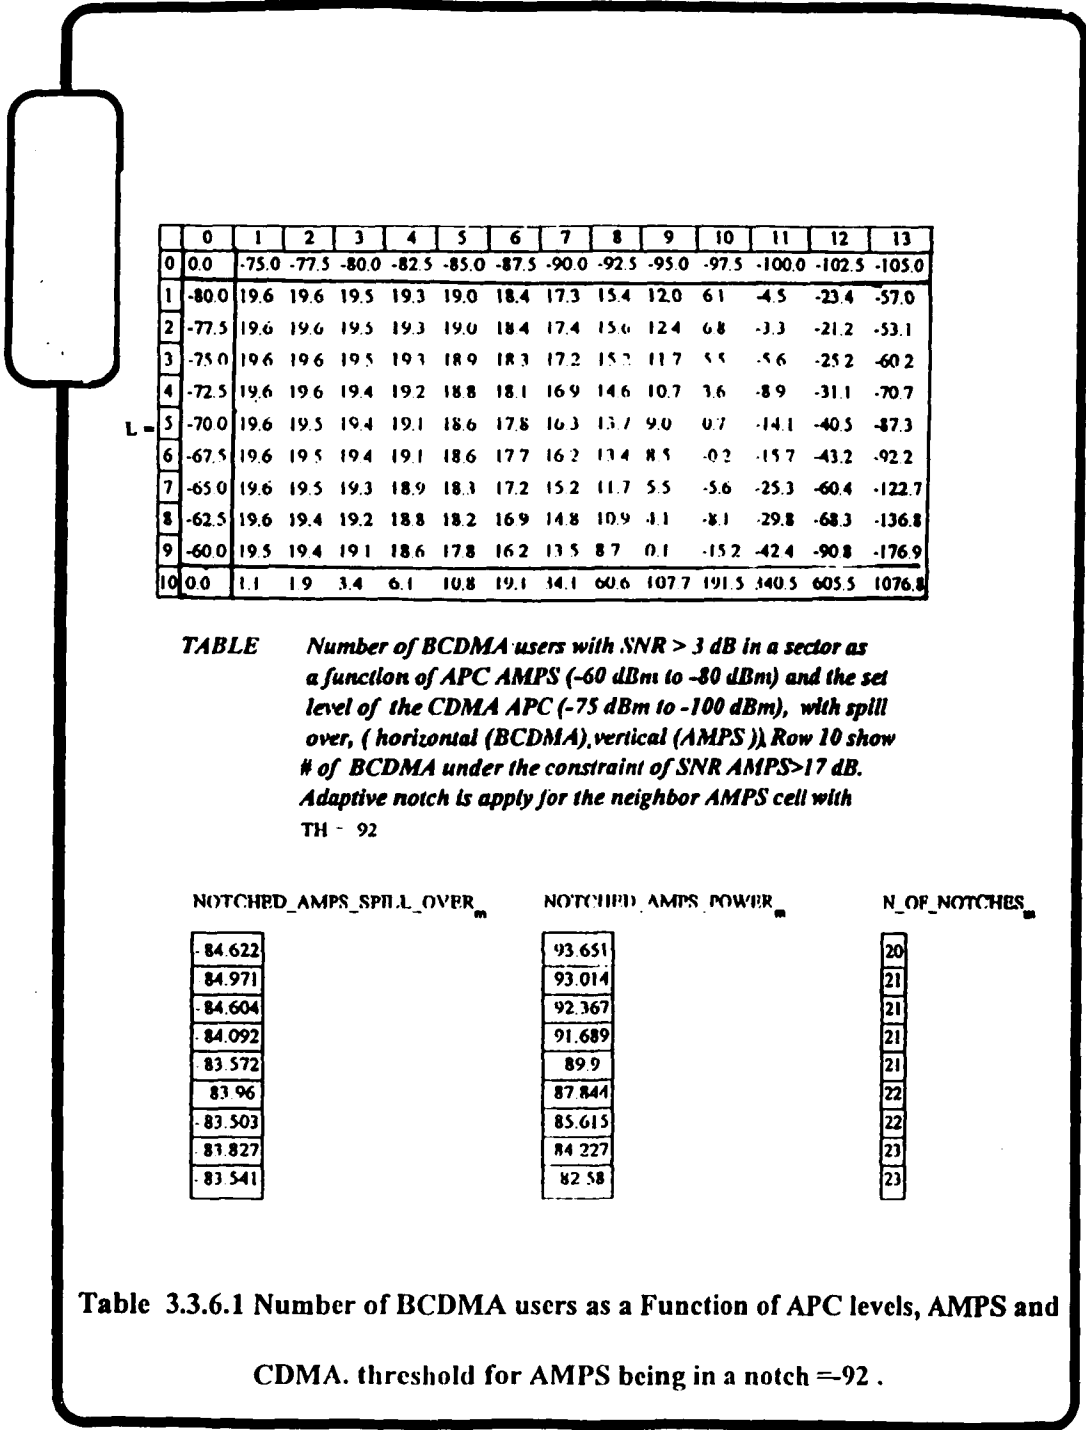 0 1 2 3 4 5 6 7 8 9 10 11 12 13
0 0.0 -75.0 -77.5 -80.0 -82.5 -85.0 -87.5 -90.0 -92.5 -95.0 -97.5 -100.0 -102.5 -105.0
1 -80.0 19.6 19.6 19.5 19.3 19.0 18.4 17.3 15.4 12.0 6 1 -4.5 -23.4 -57.0
2 -77.5 19.6 19.6 19.5 19.3 19.0 18 4 17.4 15.6 12 4 6 8 -3.3 -21.2 -53.1
3 -75 0 19 6 19 6 19 5 19 3 18 9 18 3 17 2 15.2 11 7 5 5 -5 6 -25 2 -60 2
4 -72.5 19.6 19 6 19.4 19.2 18.8 18.1 16 9 14 6 10.7 3.6 -8 9 -31.1 -70.7
L = 5 -70.0 19.6 19.5 19.4 19.1 18.6 17.8 16.3 13.7 9.0 0.7 -14.1 -40.5 -87.3
6 -67.5 19.6 19 5 19.4 19.1 18.6 17 7 16 2 13 4 8 5 -0 2 -15 7 -43.2 -92.2
7 -65 0 19.6 19.5 19.3 18.9 18.3 17.2 15 2 11.7 5.5 -5.6 -25.3 -60.4 -122.7
8 -62.5 19.6 19.4 19.2 18.8 18.2 16 9 14.8 10.9 4.1 -8.1 -29.8 -68.3 -136.8
9 -60.0 19.5 19.4 19 1 18.6 17.8 16 2 13 5 8 7 0.1 -15 2 -42 4 -90 8 -176.9
10 0.0 1.1 1 9 3.4 6.1 10.8 19.1 34.1 60.6 107.7 191.5 340.5 605.5 1076.8
TABLE Number of BCDMA users with SNR > 3 dB in a sector as
a function of APC AMPS (-60 dBm to -80 dBm) and the set
level of the CDMA APC (-75 dBm to -100 dBm), with spill
over, ( horizontal (BCDMA), vertical (AMPS )), Row 10 show
# of BCDMA under the constraint of SNR AMPS>17 dB.
Adaptive notch is apply for the neighbor AMPS cell with
TH - 92
NOTCHED_AMPS_SPILL_OVER m NOTCHED_AMPS_POWER m N_OF_NOTCHES m
- 84.622 93.651 20
84.971 93.014 21
- 84.604 92.367 21
- 84.092 91.689 21
- 83.572 89.9 21
83.96 87.844 22
- 83.503 85.615 22
- 83.827 84 227 23
- 83.541 82 58 23
Table 3.3.6.1 Number of BCDMA users as a Function of APC levels, AMPS and
CDMA. threshold for AMPS being in a notch =-92 .